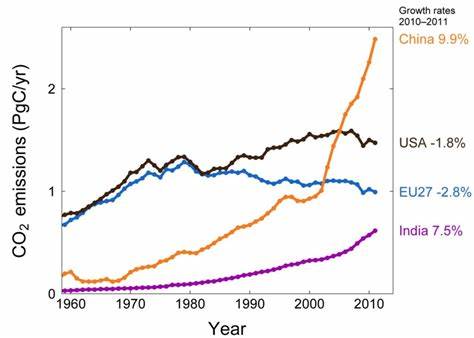 Growth rates
2010–2011
China 9.9%
2
USA -1.8%
1
EU27 -2.8%
India 7.5%
0
CO2 emissions (PgC/yr)
1960 1970 1980 1990 2000 2010
Year